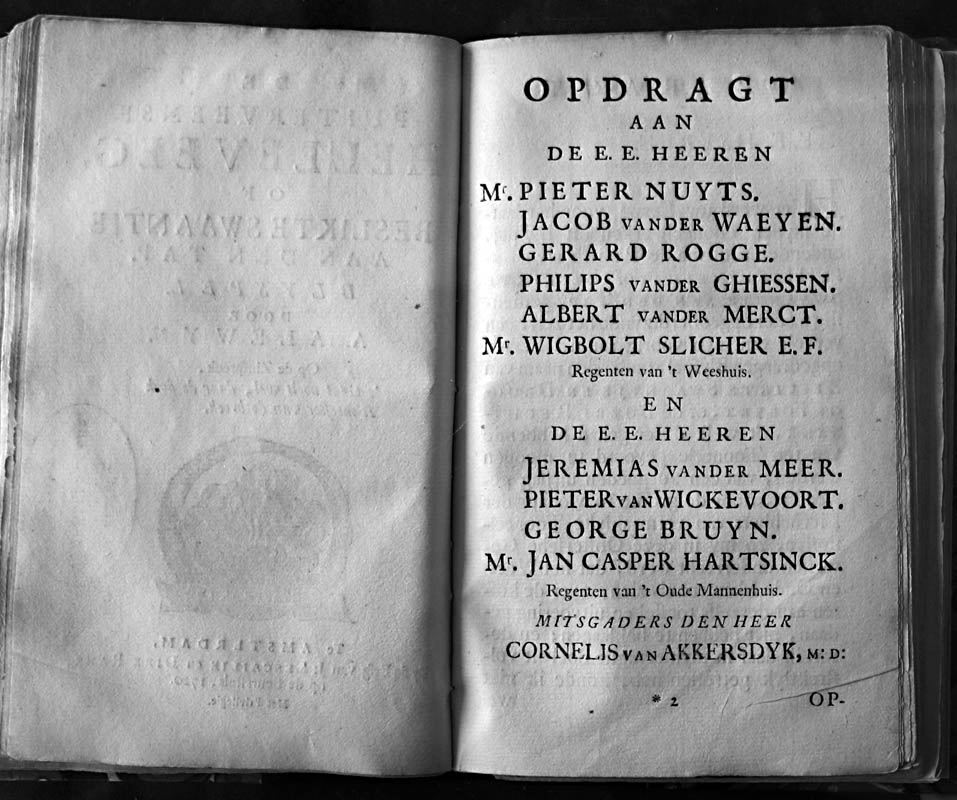 OPDRAGT
AAN
DE E. E. HEEREN
Mr. PIETER NUYTS.
JACOB VANDER WAEYEN.
GERARD ROGGE.
PHILIPS VANDER GHIESSEN.
ALBERT VANDER MERCT.
Mr. WIGBOLT SLICHER E. F.
Regenten van 't Weeshuis.
EN
DE E. E. HEEREN
JEREMIAS VANDER MEER.
PIETER VAN WICKEVOORT.
GEORGE BRUYN.
Mr. JAN CASPER HARTSINCK.
Regenten van 't Oude Mannenhuis.
MITSGADERS DEN HEER
CORNELIS VAN AKKERSDYK, M: D:
* 2 OP-